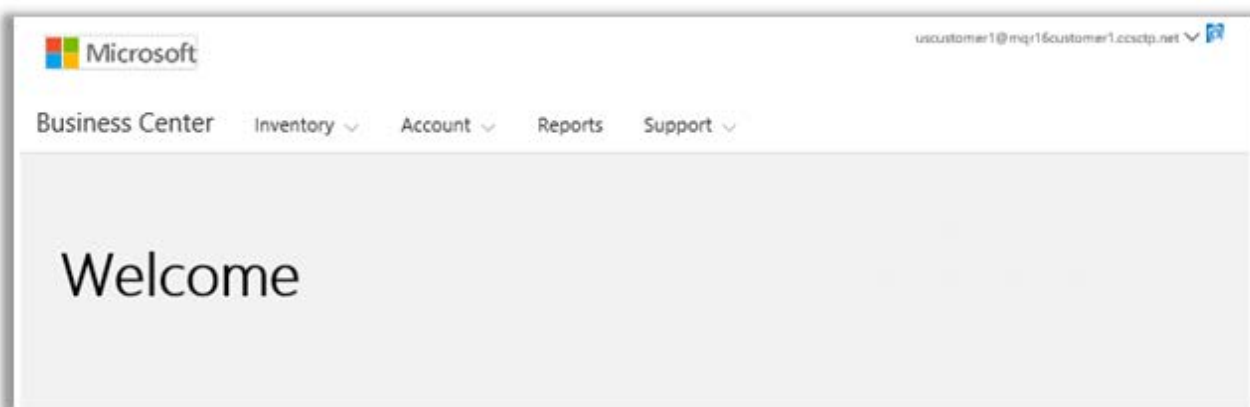 Microsoft
uscustomer1@mqr16customer1.ccsctp.net
Business Center Inventory Account Reports Support
Welcome